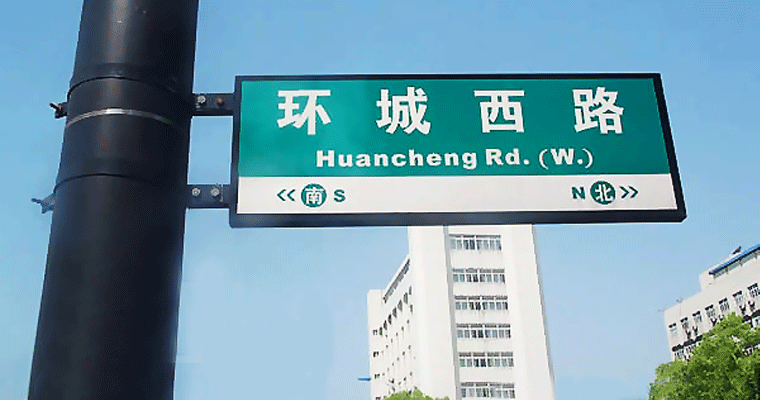 环城西路
Huancheng Rd. (W.)
<< 南 S N 北 >>